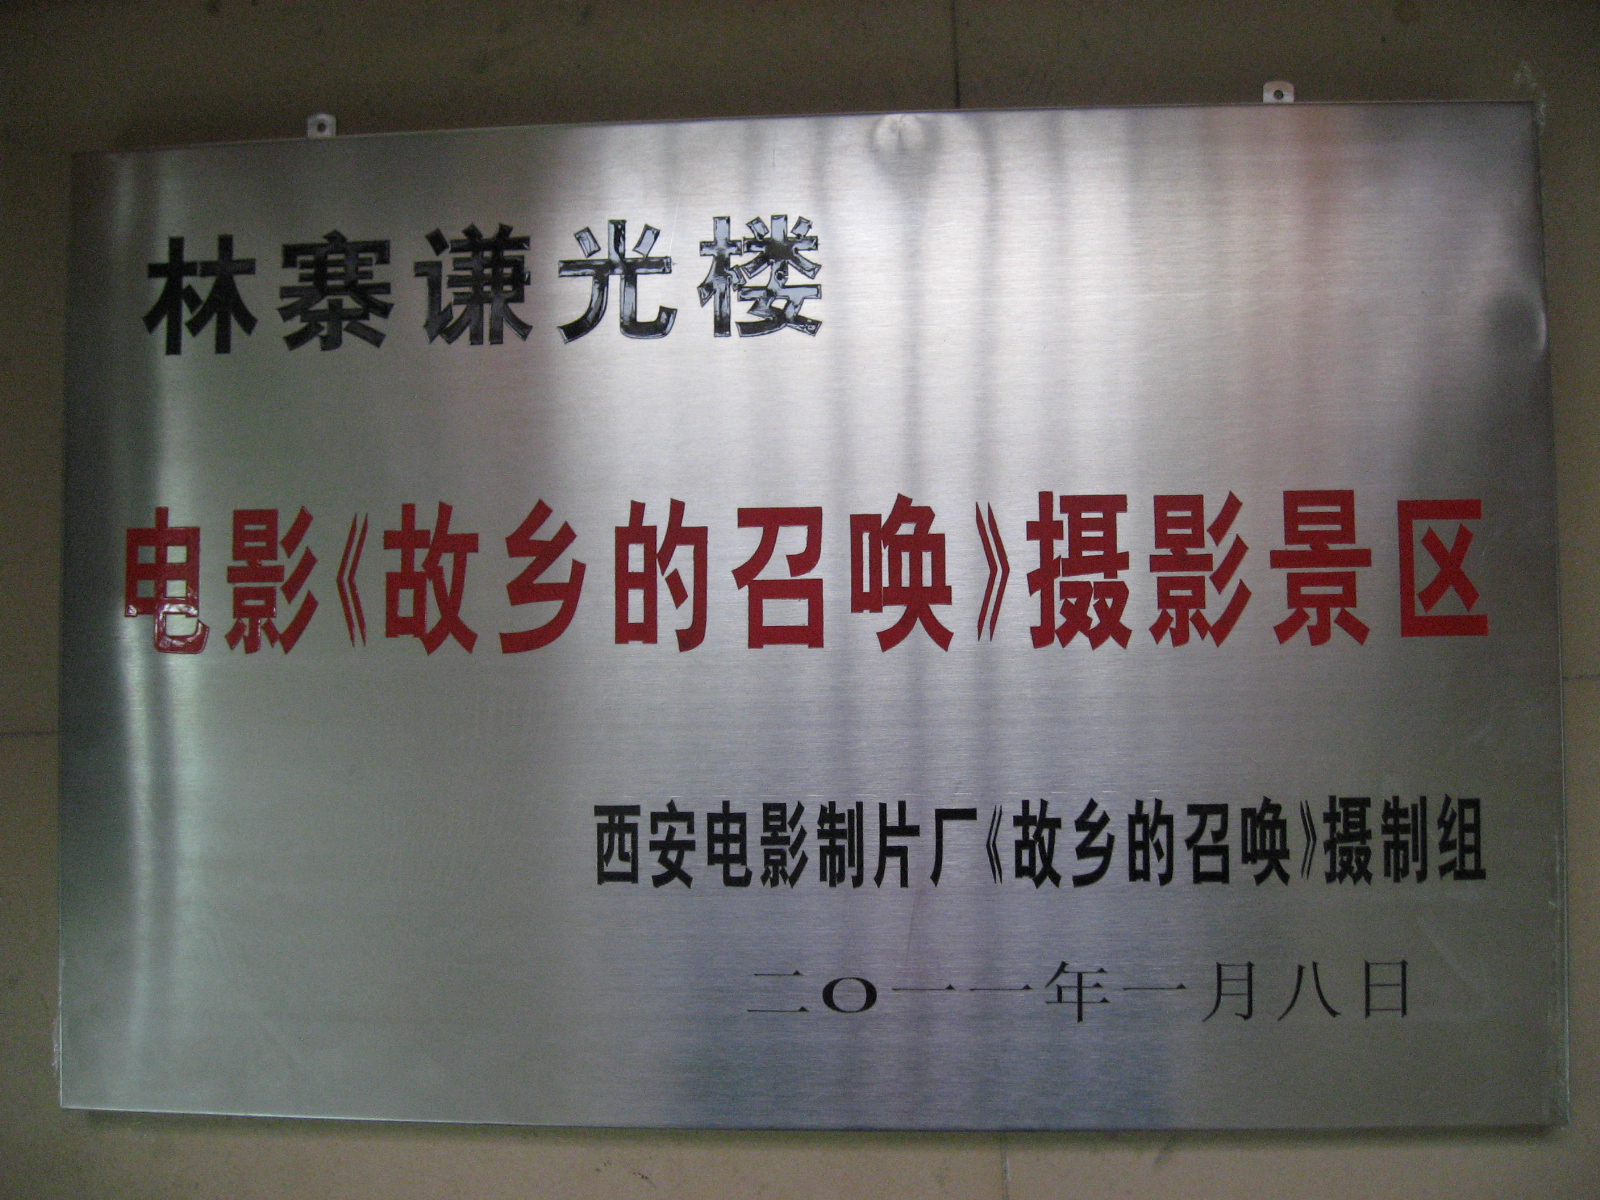 林寨谦光楼
电影《故乡的召唤》摄影景区
西安电影制片厂《故乡的召唤》摄制组
二O一一年一月八日